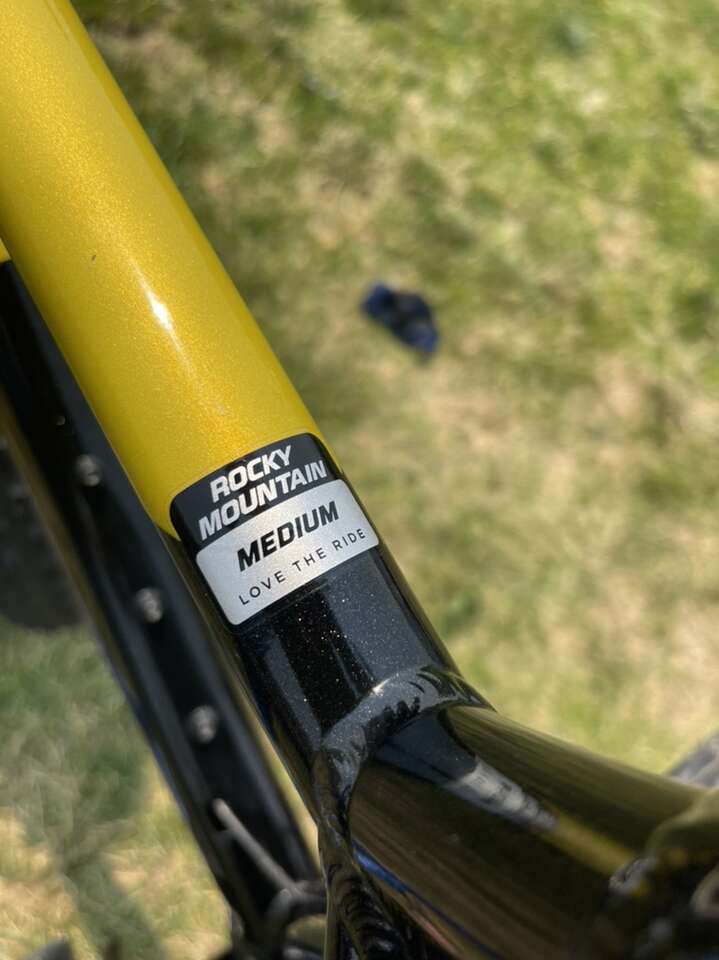 ROCKY
MOUNTAIN
MEDIUM
LOVE THE RIDE